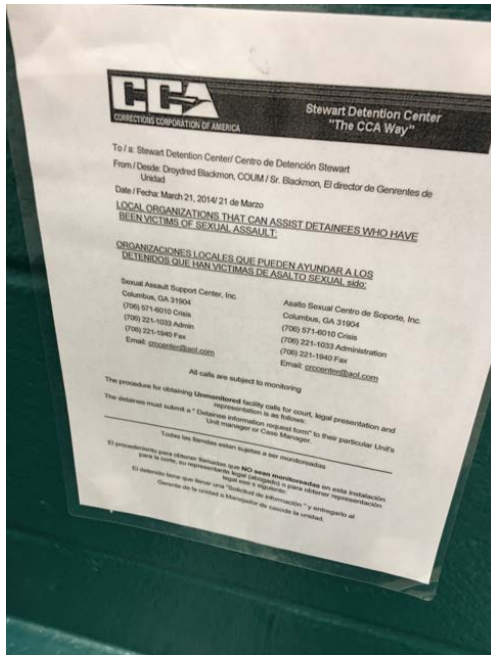 CCA
CORRECTIONS CORPORATION OF AMERICA
Stewart Detention Center
"The CCA Way"
To / a: Stewart Detention Center/ Centro de Detención Stewart
From / Desde: Droydred Blackmon, COUM / Sr. Blackmon, El director de Genrentes de
Unidad
Date / Fecha: March 21, 2014/ 21 de Marzo
LOCAL ORGANIZATIONS THAT CAN ASSIST DETAINEES WHO HAVE
BEEN VICTIMS OF SEXUAL ASSAULT:
ORGANIZACIONES LOCALES QUE PUEDEN AYUNDAR A LOS
DETENIDOS QUE HAN VICTIMAS DE ASALTO SEXUAL sido:
Sexual Assault Support Center, Inc.
Columbus, GA 31904
(706) 571-6010 Crisis
(706) 221-1033 Admin
(706) 221-1940 Fax
Email: crccenter@aol.com
Asalto Sexual Centro de Soporte, Inc.
Columbus, GA 31904
(706) 571-6010 Crisis
(706) 221-1033 Administration
(706) 221-1940 Fax
Email: crccenter@aol.com
All calls are subject to monitoring
The procedure for obtaining Unmonitored facility calls for court, legal presentation and
representation is as follows:
The detainee must submit a " Detainee information request form" to their particular Unit's
Unit manager or Case Manager.
Todas las llamdas estan sujetas a ser monitoreadas
El procedimiento para obtener llamadas que NO sean monitoreadas en esta instalación
para la corte, su representante legal (abogado) o para obtener representación
legal ese s siguiente:
El detenido tiene que llenar una "Solicitud de información " y entregarlo al
Gerente de la unidad o Manejador de casode la unidad.